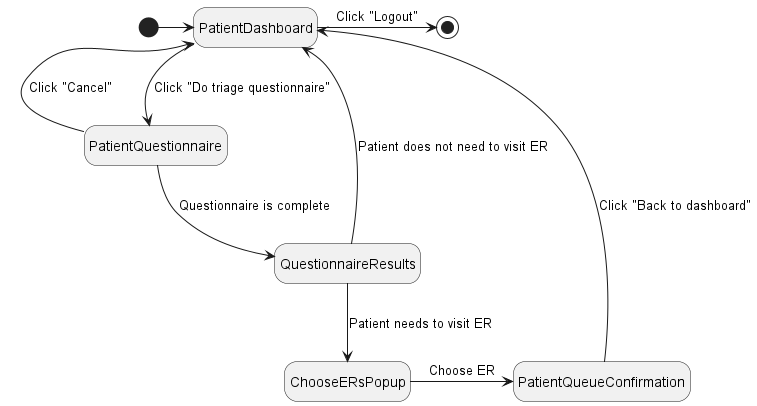 Click "Logout"
PatientDashboard
Click "Cancel"
Click "Do triage questionnaire"
PatientQuestionnaire
Patient does not need to visit ER
Questionnaire is complete
Click "Back to dashboard"
QuestionnaireResults
Patient needs to visit ER
Choose ER
ChooseERsPopup
PatientQueueConfirmation